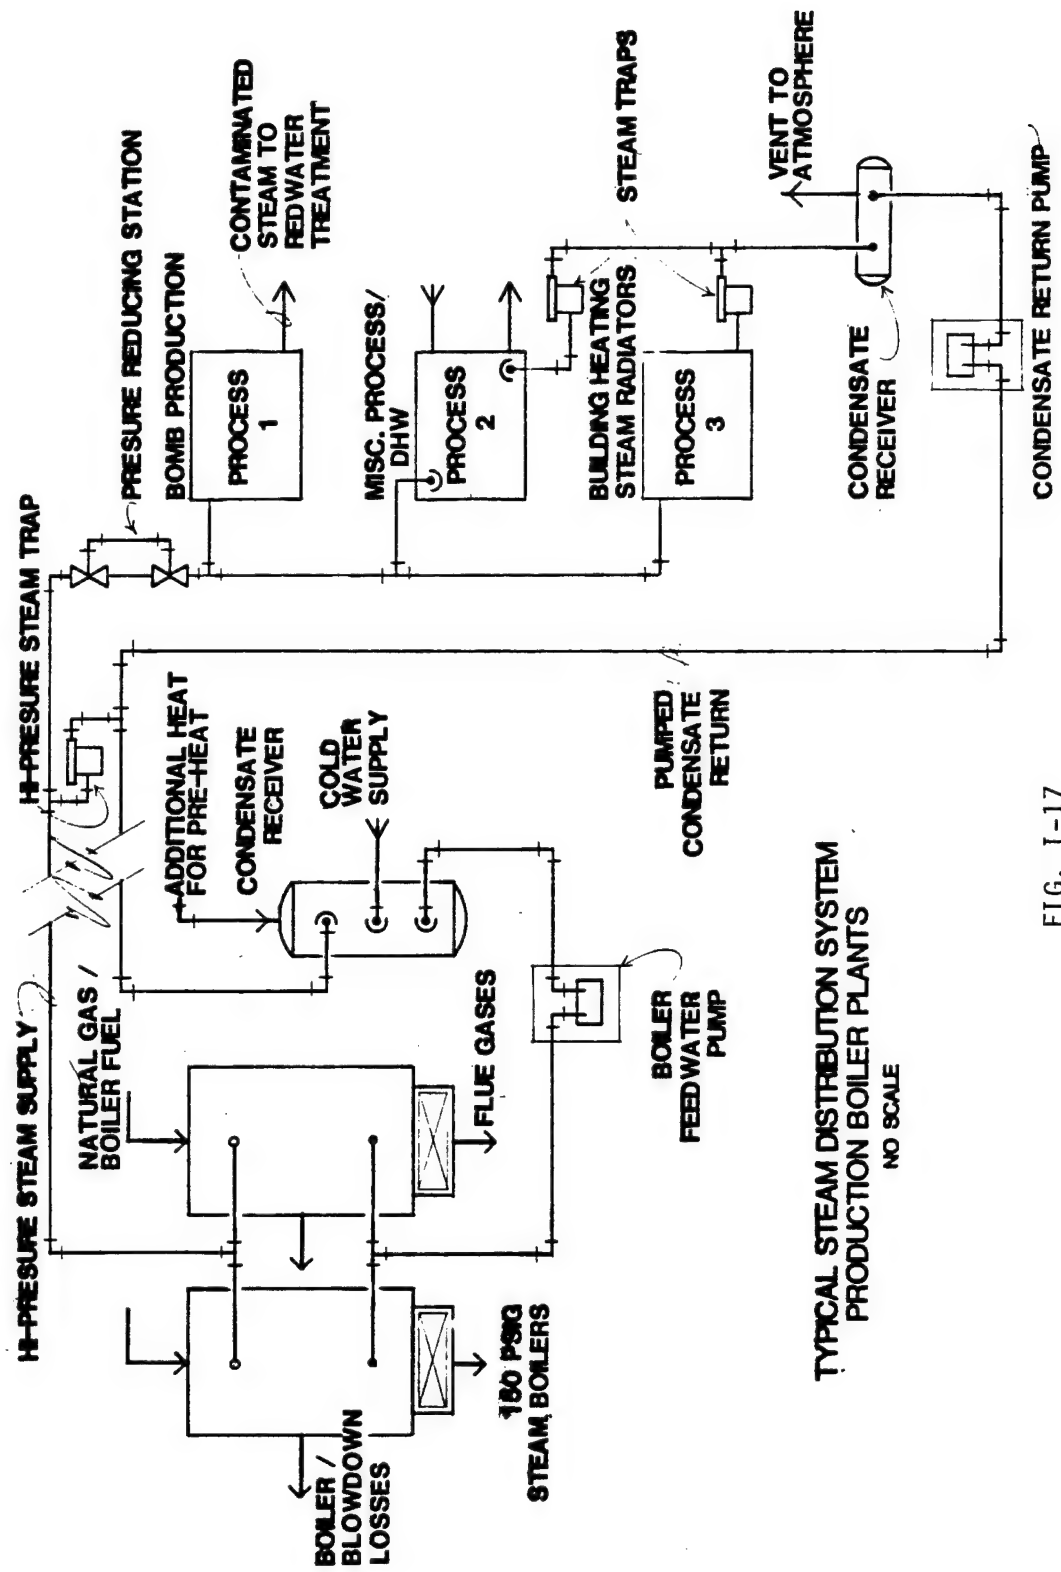 HI-PRESURE STEAM SUPPLY
HI-PRESURE STEAM TRAP
NATURAL GAS /
BOILER FUEL
PRESURE REDUCING STATION
BOMB PRODUCTION
CONTAMINATED
STEAM TO
REDWATER
TREATMENT
PROCESS
1
ADDITIONAL HEAT
FOR PRE-HEAT
CONDENSATE
RECEIVER
COLD
WATER
SUPPLY
MISC. PROCESS/
DHW
PROCESS
2
BOILER /
BLOWDOWN
LOSSES
FLUE GASES
150 PSIG
STEAM BOILERS
BUILDING HEATING
STEAM RADIATORS
STEAM TRAPS
PROCESS
3
BOILER
FEEDWATER
PUMP
PUMPED
CONDENSATE
RETURN
VENT TO
ATMOSPHERE
CONDENSATE
RECEIVER
CONDENSATE RETURN PUMP
TYPICAL STEAM DISTRIBUTION SYSTEM
PRODUCTION BOILER PLANTS
NO SCALE
FIG. I-17